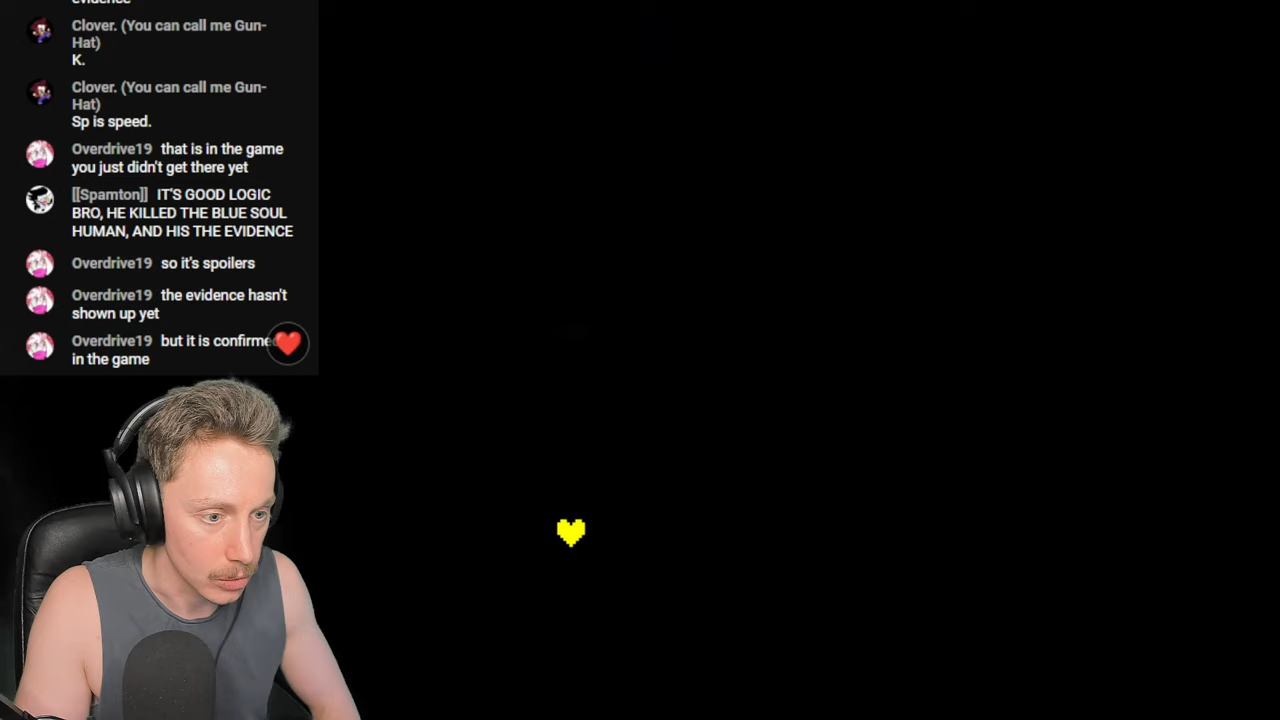 evidence
Clover. (You can call me Gun-
Hat)
K.
Clover. (You can call me Gun-
Hat)
Sp is speed.
Overdrive19 that is in the game
you just didn't get there yet
[[Spamton]] IT'S GOOD LOGIC
BRO, HE KILLED THE BLUE SOUL
HUMAN, AND HIS THE EVIDENCE
Overdrive19 so it's spoilers
Overdrive19 the evidence hasn't
shown up yet
Overdrive19 but it is confirmed
in the game